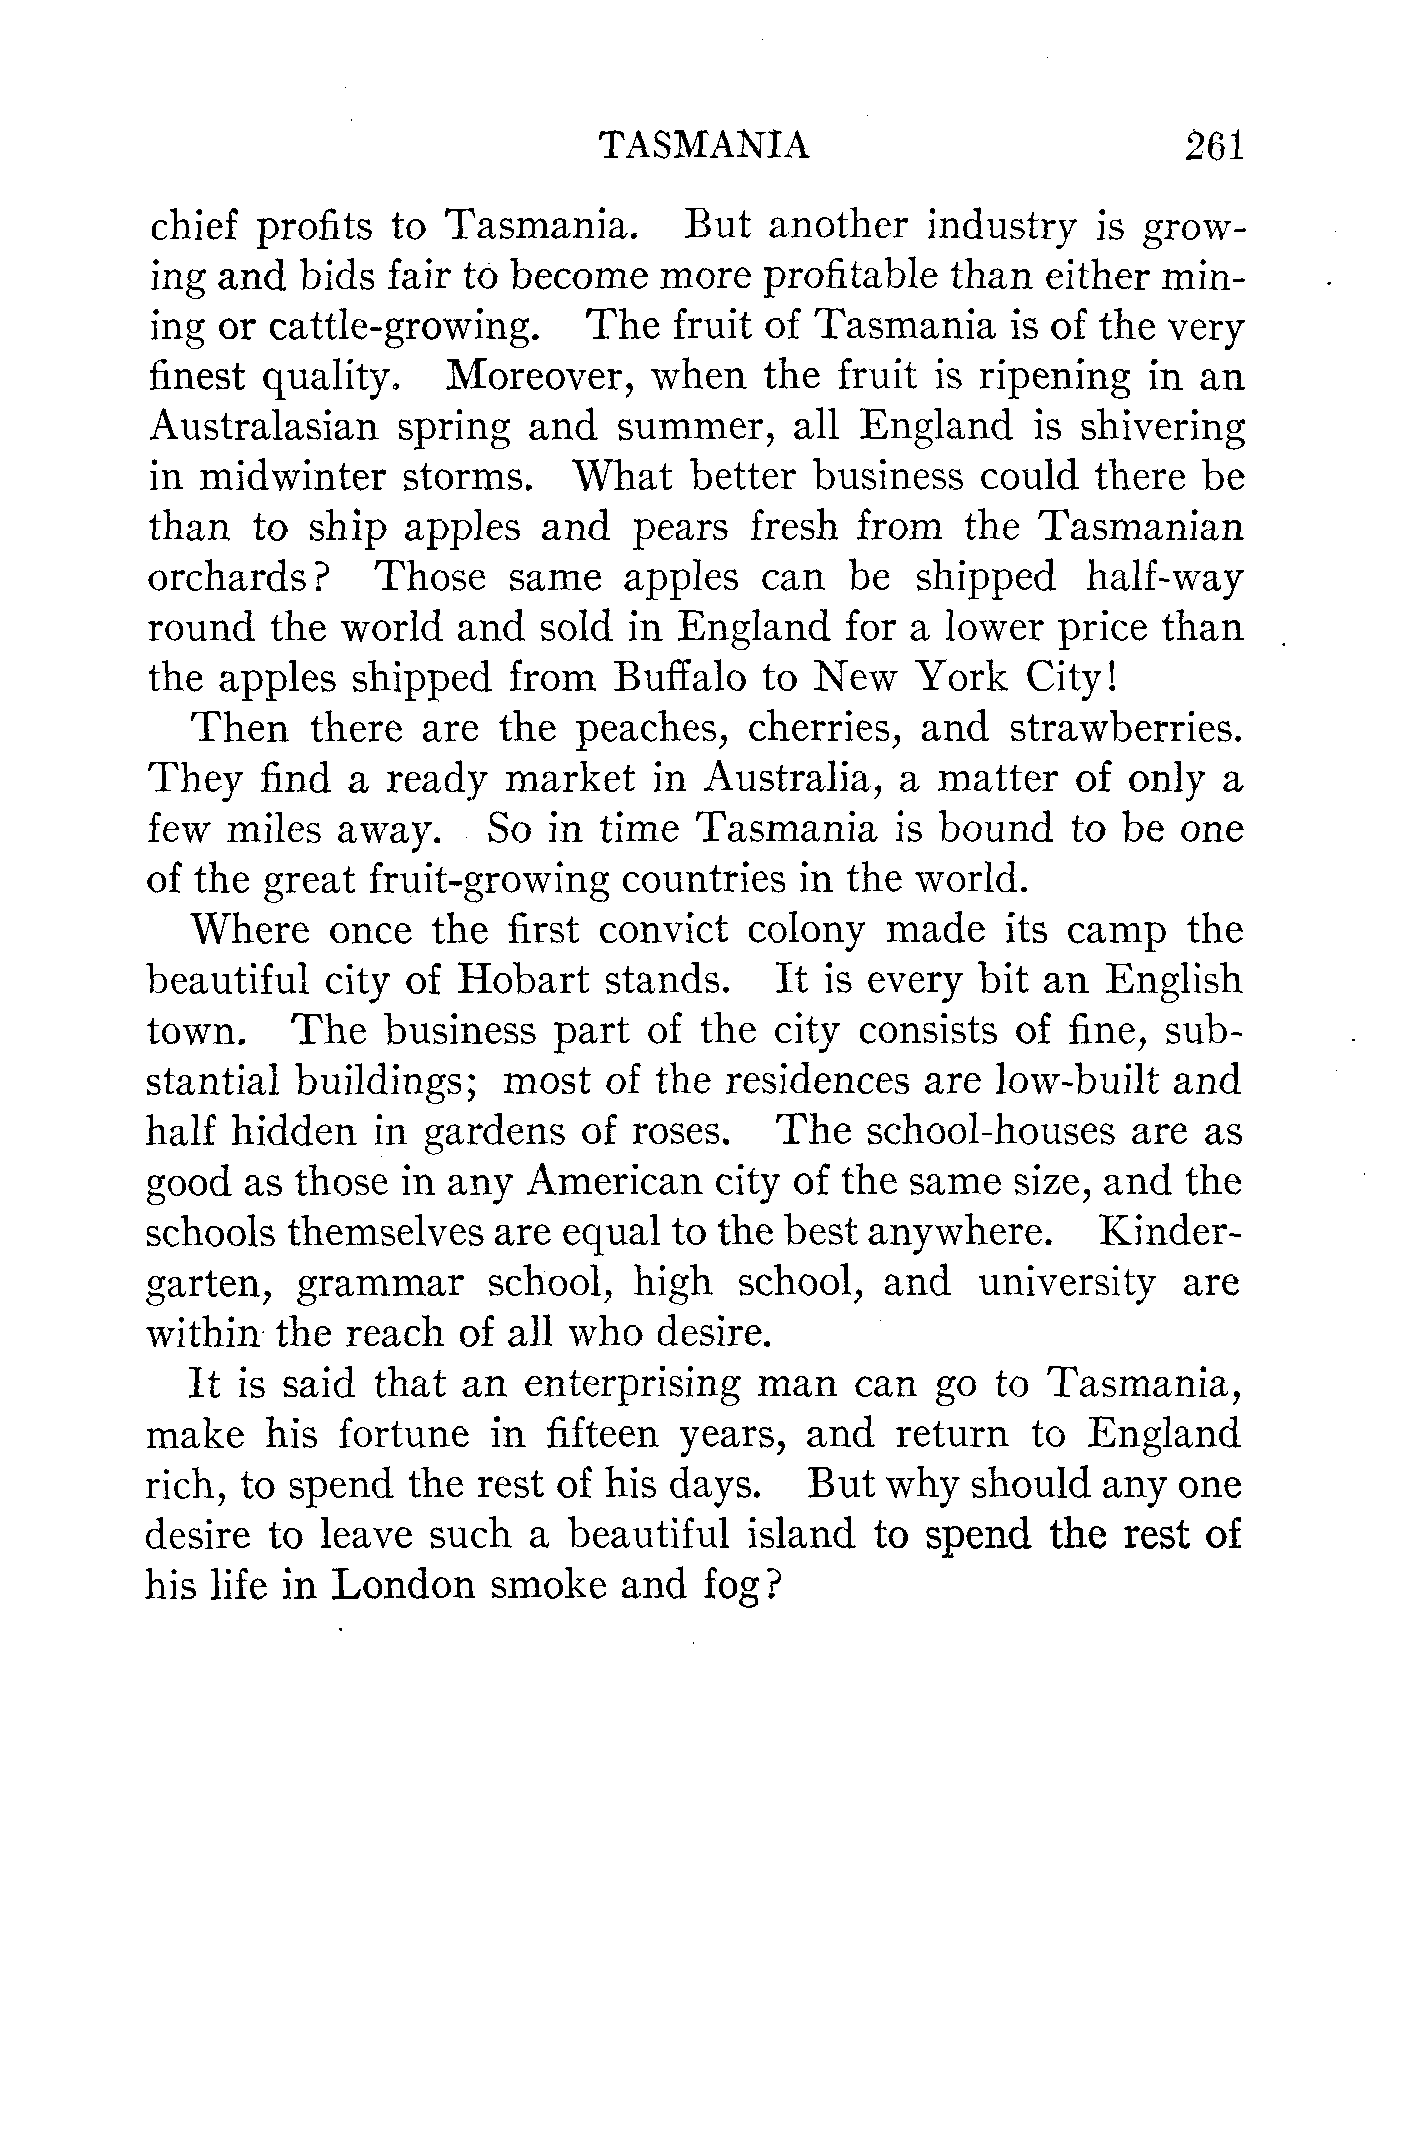 TASMANIA 261
chief profits to Tasmania. But another industry is grow-
ing and bids fair to become more profitable than either min-
ing or cattle-growing. The fruit of Tasmania is of the very
finest quality. Moreover, when the fruit is ripening in an
Australasian spring and summer, all England is shivering
in midwinter storms. What better business could there be
than to ship apples and pears fresh from the Tasmanian
orchards? Those same apples can be shipped half-way
round the world and sold in England for a lower price than
the apples shipped from Buffalo to New York City!
Then there are the peaches, cherries, and strawberries.
They find a ready market in Australia, a matter of only a
few miles away. So in time Tasmania is bound to be one
of the great fruit-growing countries in the world.
Where once the first convict colony made its camp the
beautiful city of Hobart stands. It is every bit an English
town. The business part of the city consists of fine, sub-
stantial buildings; most of the residences are low-built and
half hidden in gardens of roses. The school-houses are as
good as those in any American city of the same size, and the
schools themselves are equal to the best anywhere. Kinder-
garten, grammar school, high school, and university are
within the reach of all who desire.
It is said that an enterprising man can go to Tasmania,
make his fortune in fifteen years, and return to England
rich, to spend the rest of his days. But why should any one
desire to leave such a beautiful island to spend the rest of
his life in London smoke and fog?